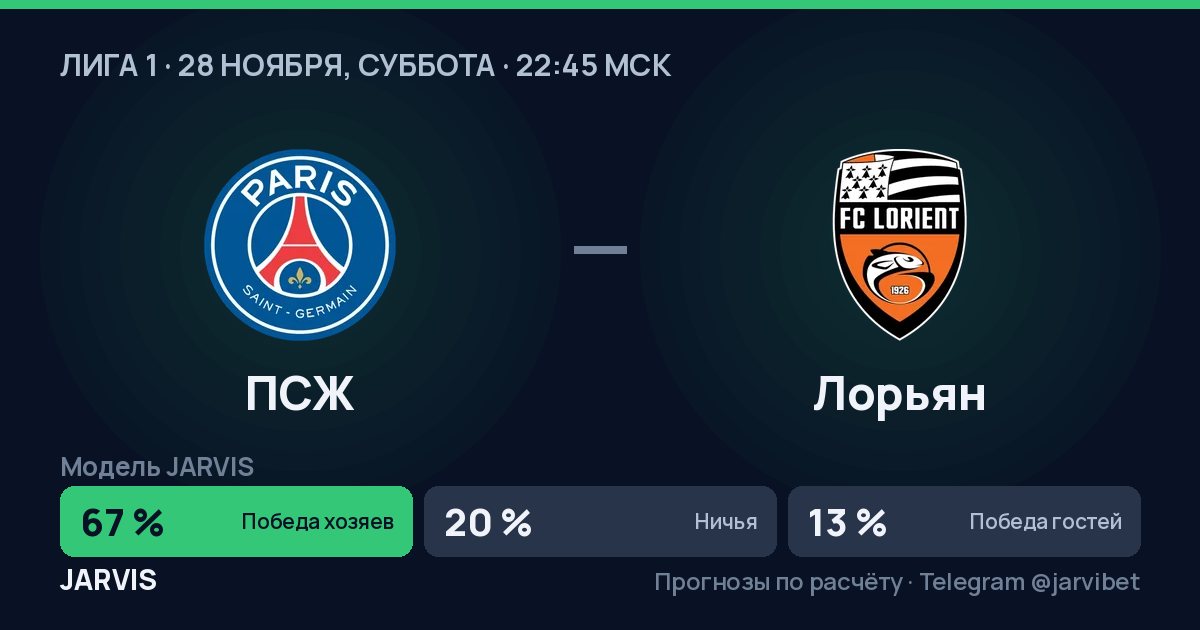 ЛИГА 1 · 28 НОЯБРЯ, СУББОТА · 22:45 МСК
PARIS
SAINT - GERMAIN
FC LORIENT
1926
ПСЖ
Лорьян
Модель JARVIS
67 % Победа хозяев
20 % Ничья
13 % Победа гостей
JARVIS
Прогнозы по расчёту · Telegram @jarvibet